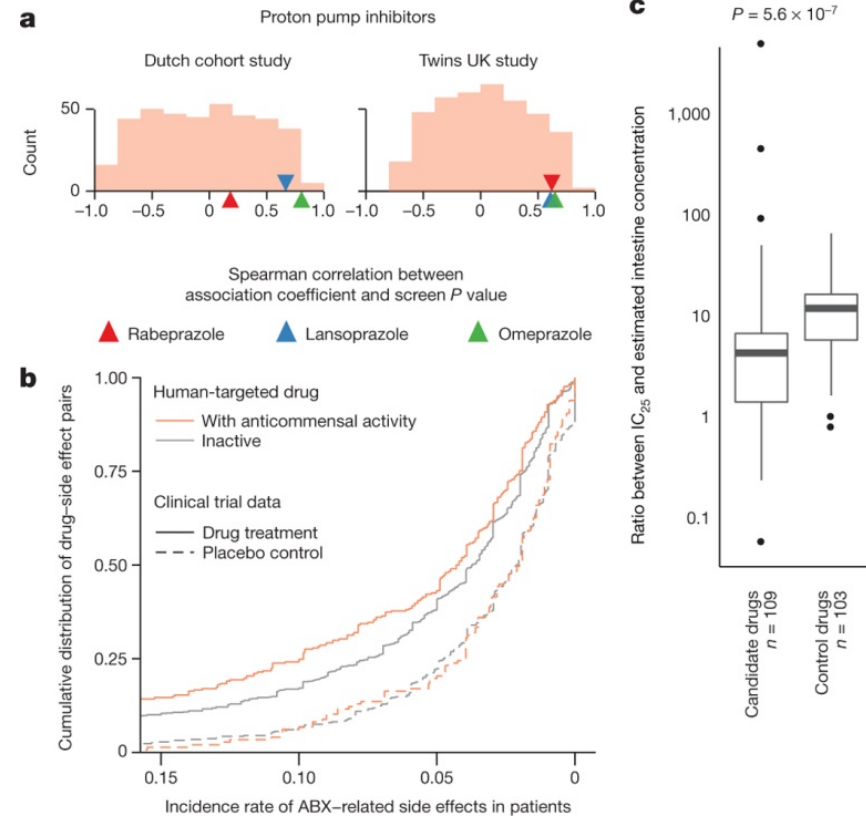 a
Proton pump inhibitors
Dutch cohort study
Twins UK study
Count
50
0
−1.0 −0.5 0 0.5 1.0
−1.0 −0.5 0 0.5 1.0
Spearman correlation between
association coefficient and screen P value
Rabeprazole Lansoprazole Omeprazole
b
Cumulative distribution of drug–side effect pairs
1.00
0.75
0.50
0.25
0
Human-targeted drug
With anticommensal activity
Inactive
Clinical trial data
Drug treatment
Placebo control
0.15 0.10 0.05 0
Incidence rate of ABX−related side effects in patients
c
P = 5.6 × 10⁻⁷
Ratio between IC₂₅ and estimated intestine concentration
1,000
100
10
1
0.1
Candidate drugs
n = 109
Control drugs
n = 103